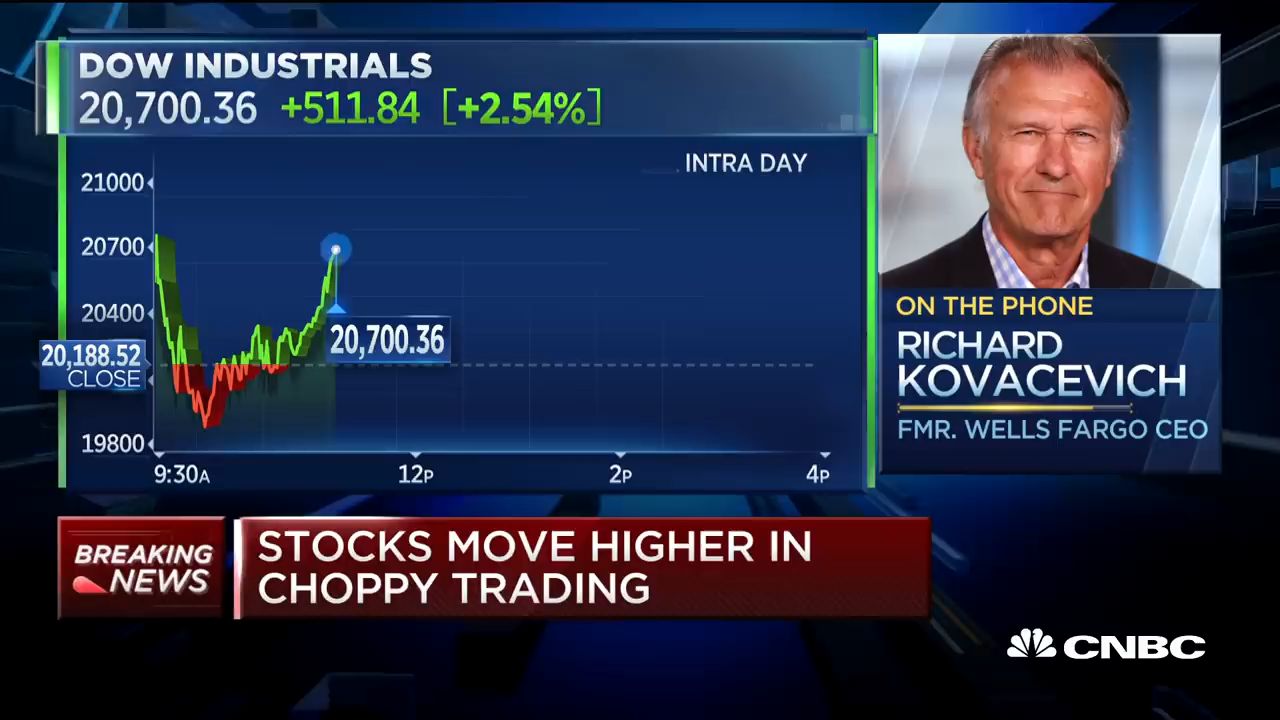 DOW INDUSTRIALS
20,700.36 +511.84 [+2.54%]
INTRA DAY
21000
20700
20400
20,188.52
CLOSE
19800
20,700.36
9:30A 12P 2P 4P
ON THE PHONE
RICHARD
KOVACEVICH
FMR. WELLS FARGO CEO
BREAKING
NEWS
STOCKS MOVE HIGHER IN
CHOPPY TRADING
CNBC